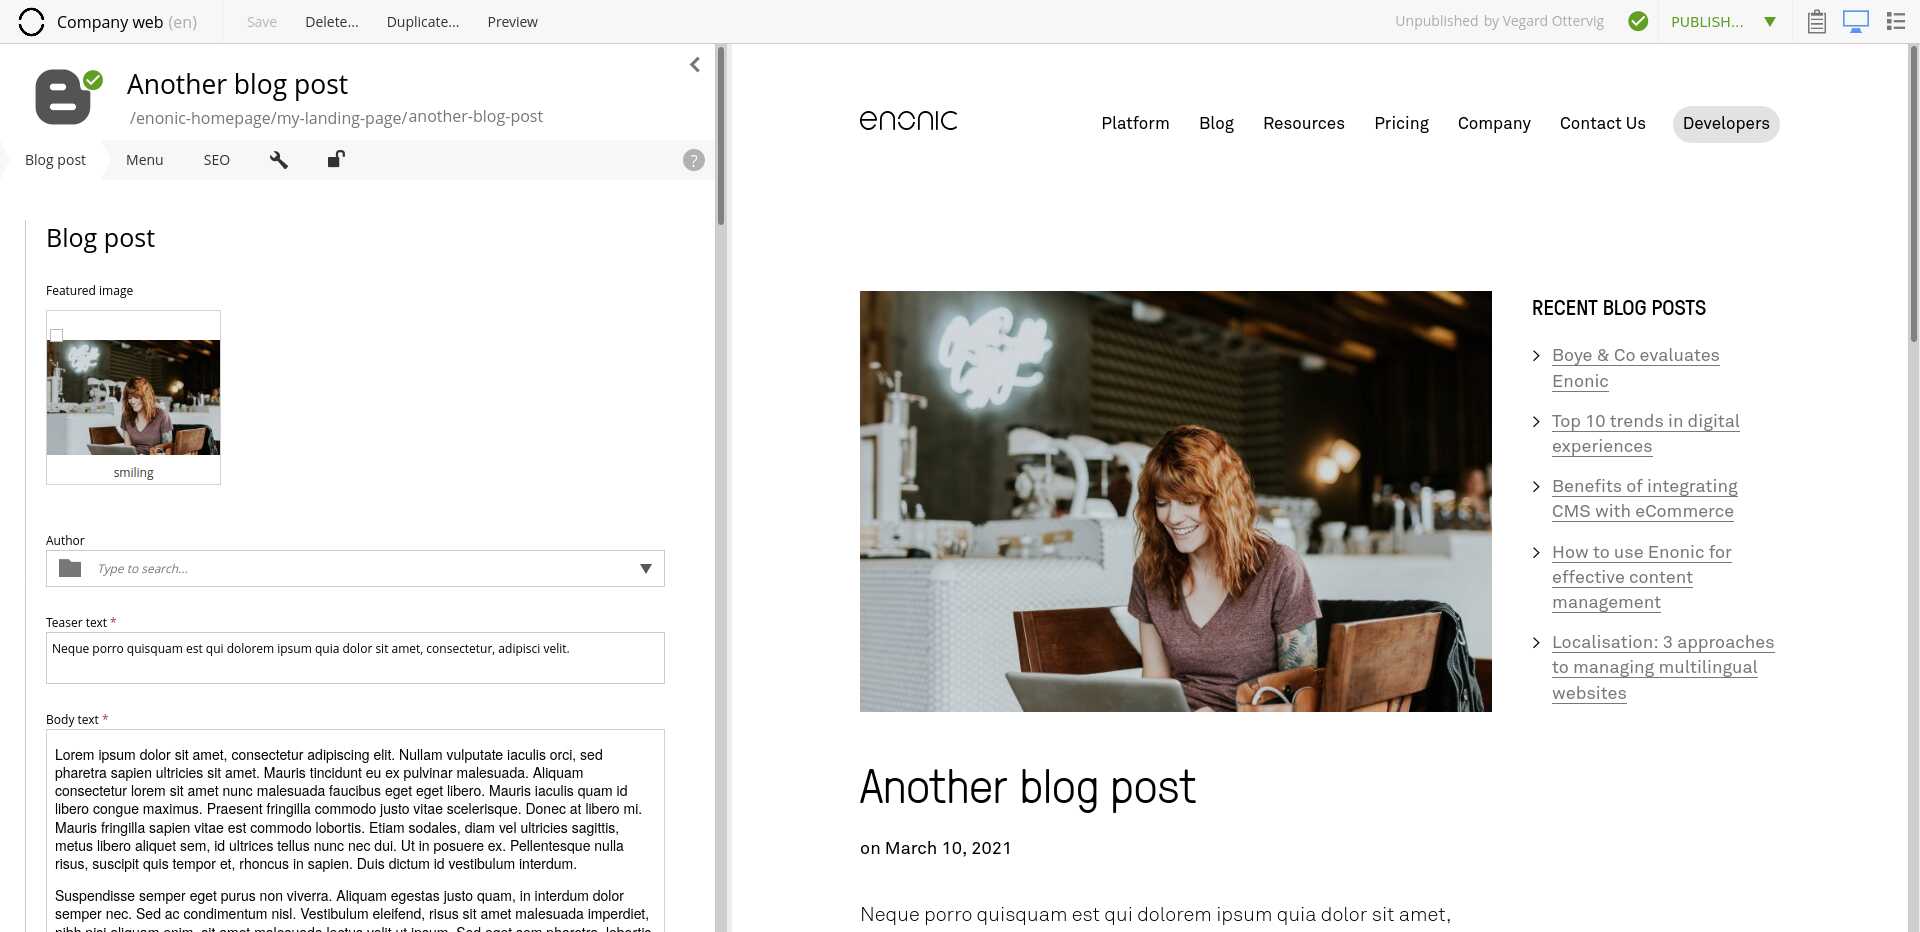 Company web (en)
Save
Delete...
Duplicate...
Preview
Unpublished by Vegard Ottervig
PUBLISH...
Another blog post
/enonic-homepage/my-landing-page/another-blog-post
Blog post
Menu
SEO
?
Blog post
Featured image
smiling
Author
Type to search...
Teaser text *
Neque porro quisquam est qui dolorem ipsum quia dolor sit amet, consectetur, adipisci velit.
Body text *
Lorem ipsum dolor sit amet, consectetur adipiscing elit. Nullam vulputate iaculis orci, sed
pharetra sapien ultricies sit amet. Mauris tincidunt eu ex pulvinar malesuada. Aliquam
consectetur lorem sit amet nunc malesuada faucibus eget eget libero. Mauris iaculis quam id
libero congue maximus. Praesent fringilla commodo justo vitae scelerisque. Donec at libero mi.
Mauris fringilla sapien vitae est commodo lobortis. Etiam sodales, diam vel ultricies sagittis,
metus libero aliquet sem, id ultrices tellus nunc nec dui. Ut in posuere ex. Pellentesque nulla
risus, suscipit quis tempor et, rhoncus in sapien. Duis dictum id vestibulum interdum.
Suspendisse semper eget purus non viverra. Aliquam egestas justo quam, in interdum dolor
semper nec. Sed ac condimentum nisl. Vestibulum eleifend, risus sit amet malesuada imperdiet,
enonic
Platform
Blog
Resources
Pricing
Company
Contact Us
Developers
RECENT BLOG POSTS
Boye & Co evaluates
Enonic
Top 10 trends in digital
experiences
Benefits of integrating
CMS with eCommerce
How to use Enonic for
effective content
management
Localisation: 3 approaches
to managing multilingual
websites
Another blog post
on March 10, 2021
Neque porro quisquam est qui dolorem ipsum quia dolor sit amet,